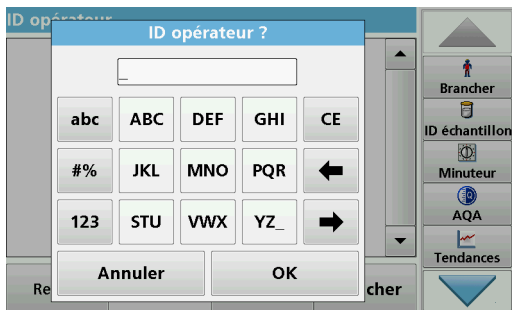 ID opérateur
ID opérateur ?
_
abc ABC DEF GHI CE
#% JKL MNO PQR
123 STU VWX YZ_
Annuler OK
Re
cher
Brancher
ID échantillon
Minuteur
AQA
Tendances